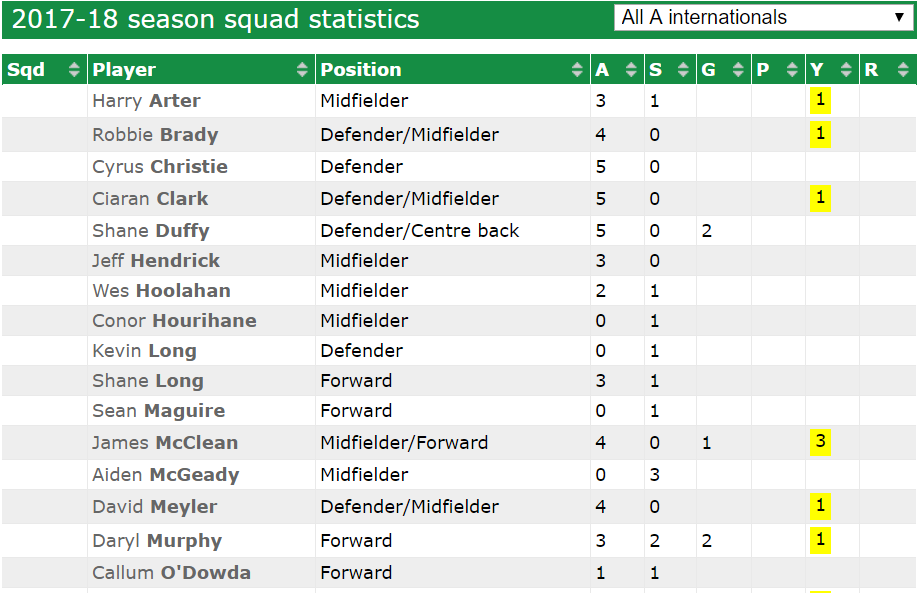 2017-18 season squad statistics All A internationals
Sqd Player Position A S G P Y R
Harry Arter Midfielder 3 1 1
Robbie Brady Defender/Midfielder 4 0 1
Cyrus Christie Defender 5 0
Ciaran Clark Defender/Midfielder 5 0 1
Shane Duffy Defender/Centre back 5 0 2
Jeff Hendrick Midfielder 3 0
Wes Hoolahan Midfielder 2 1
Conor Hourihane Midfielder 0 1
Kevin Long Defender 0 1
Shane Long Forward 3 1
Sean Maguire Forward 0 1
James McClean Midfielder/Forward 4 0 1 3
Aiden McGeady Midfielder 0 3
David Meyler Defender/Midfielder 4 0 1
Daryl Murphy Forward 3 2 2 1
Callum O'Dowda Forward 1 1